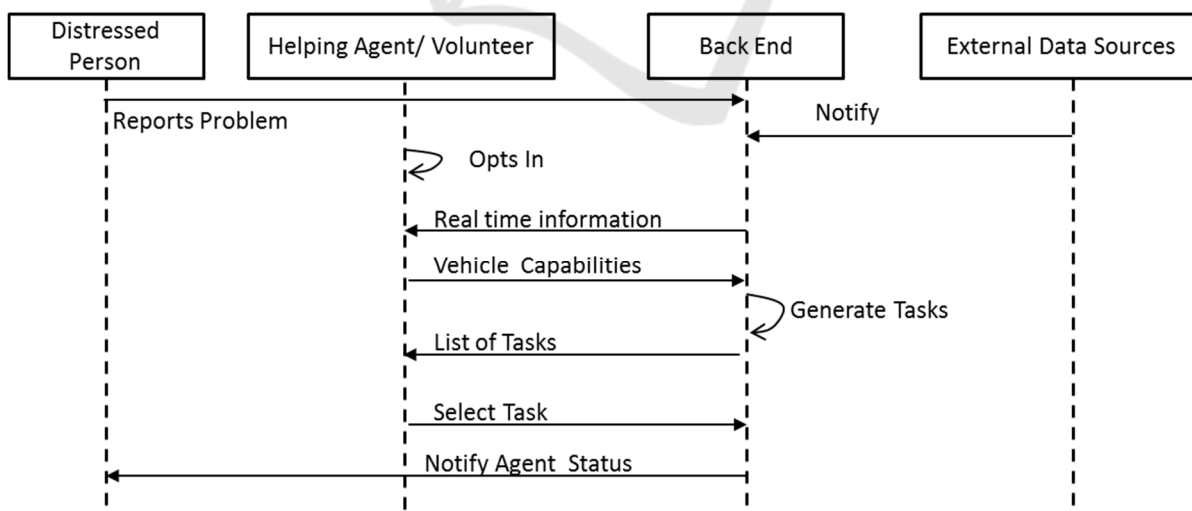 Distressed
Person
Helping Agent/ Volunteer
Back End
External Data Sources
Reports Problem
Notify
Opts In
Real time information
Vehicle Capabilities
Generate Tasks
List of Tasks
Select Task
Notify Agent Status